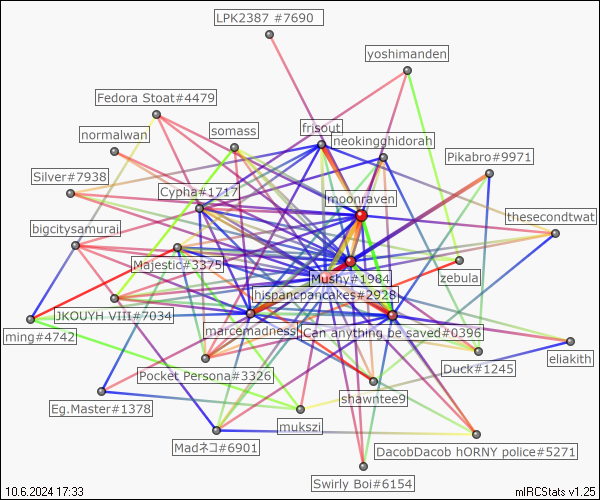 LPK2387 #7690
yoshimanden
Fedora Stoat#4479
normalwan
somass
frisout
neokingghidorah
Pikabro#9971
Silver#7938
Cypha#1717
moonraven
thesecondtwat
bigcitysamurai
Majestic#3375
Mushy#1984
zebula
hispancpancakes#2928
JKOUYH VIII#7034
marcemadness
Can anything be saved#0396
ming#4742
eliakith
Pocket Persona#3326
Duck#1245
shawntee9
Eg.Master#1378
mukszi
Madネコ#6901
DacobDacob hORNY police#5271
Swirly Boi#6154
10.6.2024 17:33
mIRCStats v1.25